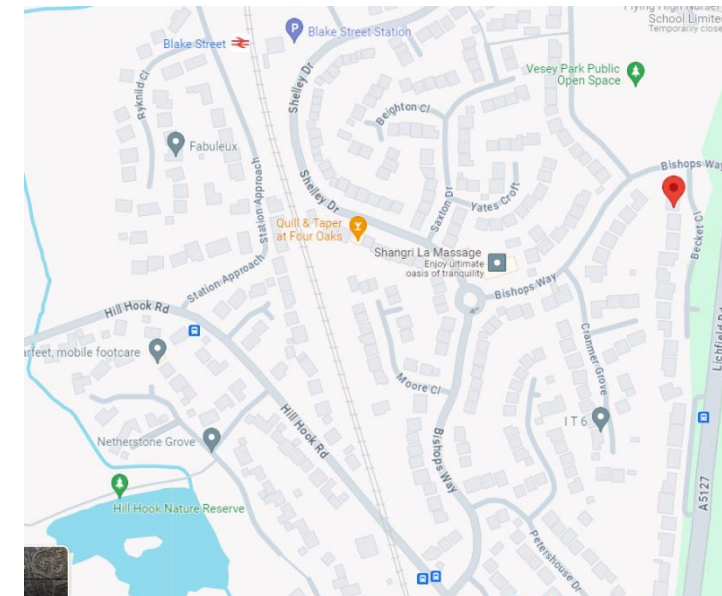 Flying High Nurser
School Limite
Temporarily close
Blake Street
P
Blake Street Station
Vesey Park Public
Open Space
Ryknild Cl
Shelley Dr
Beighton Cl
Fabuleux
Bishops Way
Station Approach
Shelley Dr
Saxton Dr
Yates Croft
Becket Cl
Quill & Taper
at Four Oaks
Shangri La Massage
Enjoy ultimate
oasis of tranquility
Station Approach
Bishops Way
Hill Hook Rd
Lichfield Rd
Cranmer Grove
arfeet, mobile footcare
Moore Cl
I T 6
Hill Hook Rd
Netherstone Grove
Bishops Way
A5127
Hill Hook Nature Reserve
Petershouse Dr